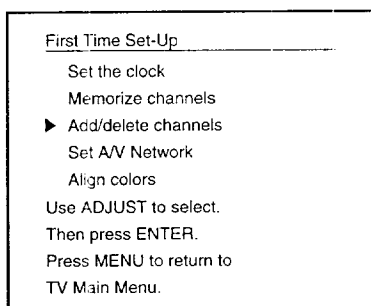 First Time Set-Up
Set the clock
Memorize channels
▶ Add/delete channels
Set A/V Network
Align colors
Use ADJUST to select.
Then press ENTER.
Press MENU to return to
TV Main Menu.